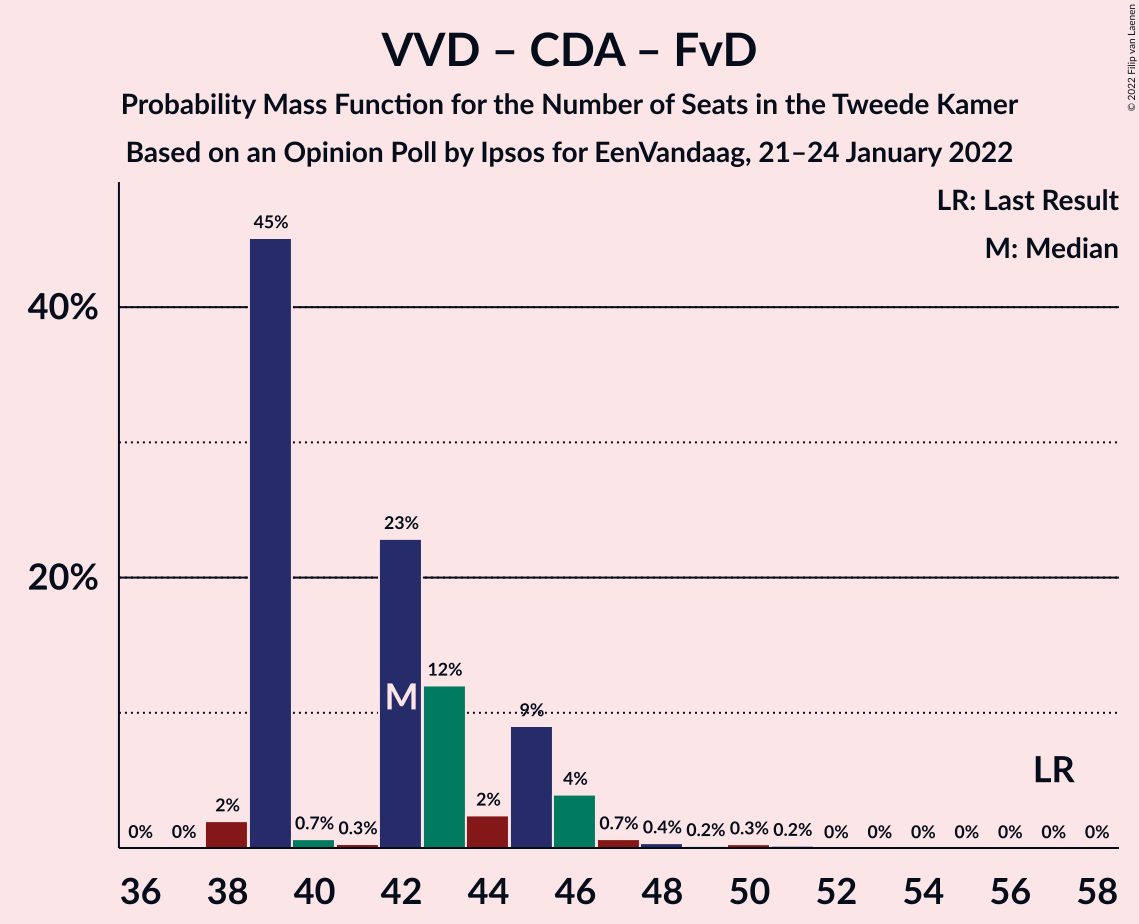 VVD – CDA – FvD
Probability Mass Function for the Number of Seats in the Tweede Kamer
Based on an Opinion Poll by Ipsos for EenVandaag, 21–24 January 2022
© 2022 Filip van Laenen
LR: Last Result
M: Median
40%
20%
0% 0% 2% 45% 0.7% 0.3% 23% 12% 2% 9% 4% 0.7% 0.4% 0.2% 0.3% 0.2% 0% 0% 0% 0% 0% 0% 0%
M
LR
36 38 40 42 44 46 48 50 52 54 56 58